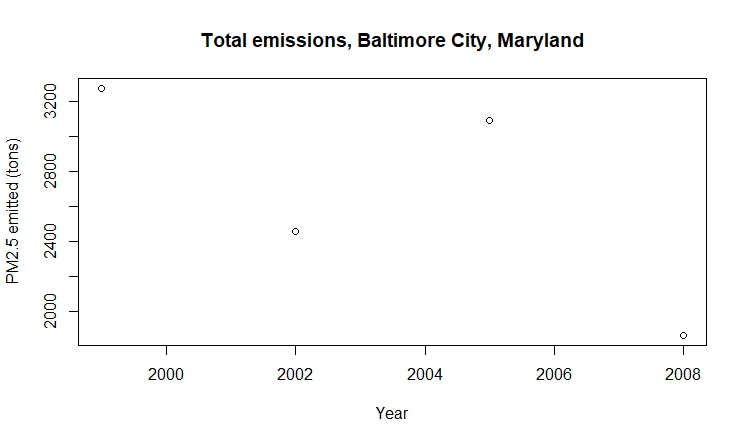 Total emissions, Baltimore City, Maryland
PM2.5 emitted (tons)
3200
2800
2400
2000
2000 2002 2004 2006 2008
Year